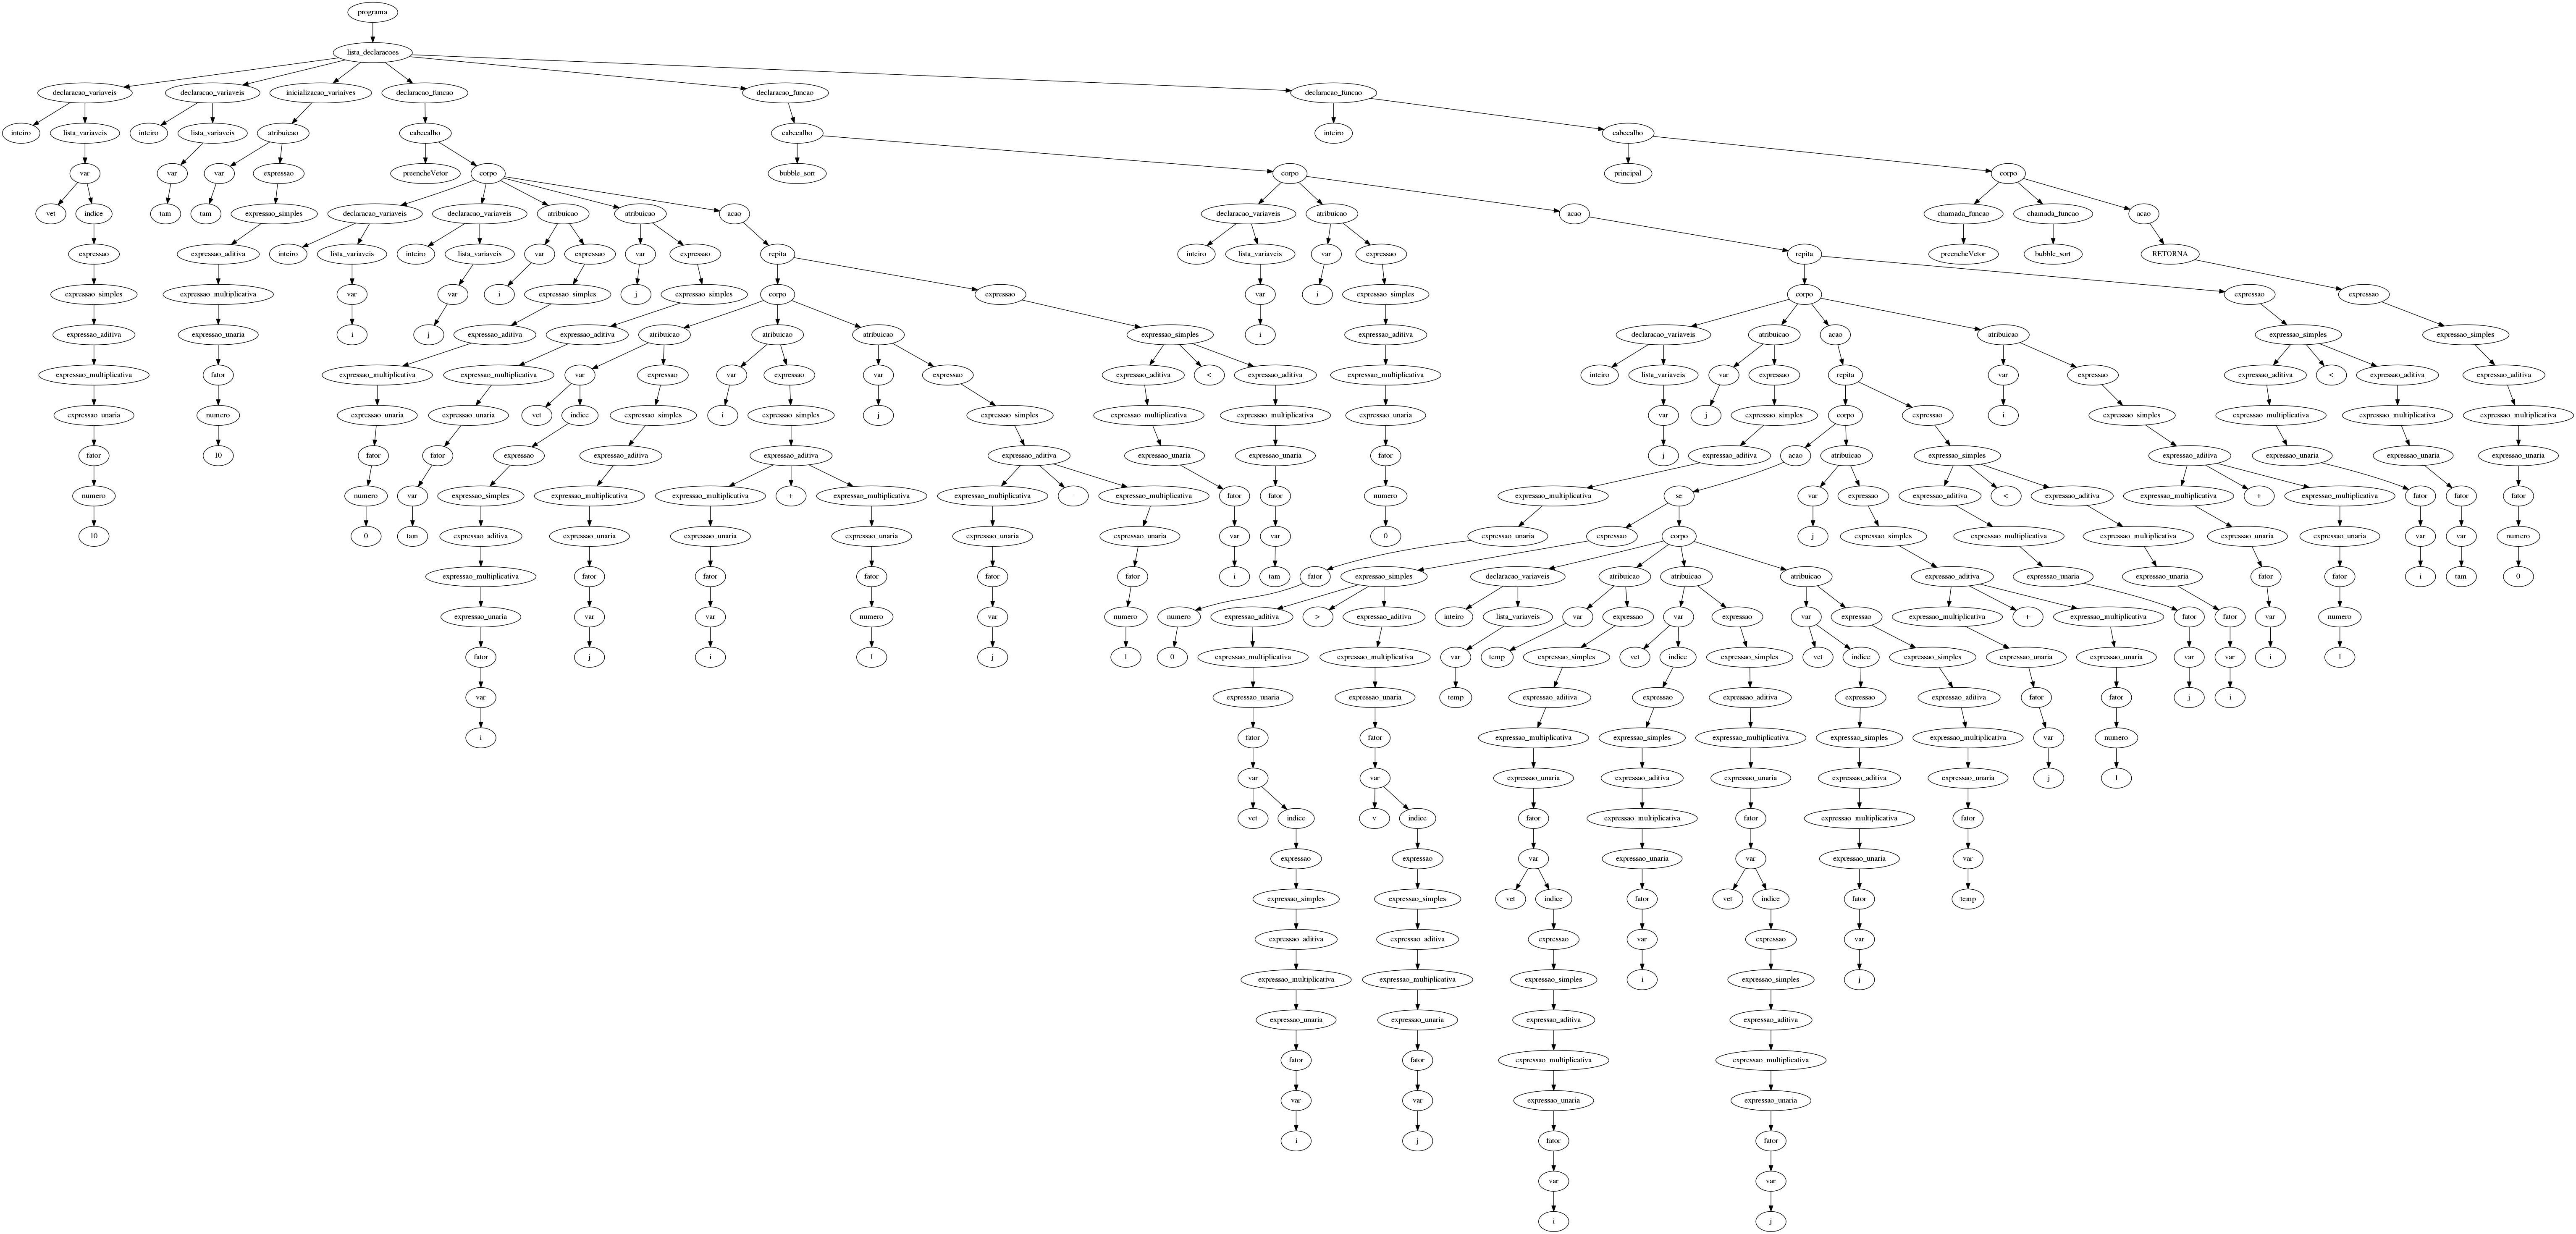 programa
lista_declaracoes
declaracao_variaveis declaracao_variaveis inicializacao_variaives declaracao_funcao declaracao_funcao declaracao_funcao
inteiro lista_variaveis inteiro lista_variaveis atribuicao cabecalho cabecalho inteiro cabecalho
var var var expressao preencheVetor corpo bubble_sort corpo principal corpo
vet indice tam tam expressao_simples declaracao_variaveis declaracao_variaveis atribuicao atribuicao acao declaracao_variaveis atribuicao acao chamada_funcao chamada_funcao acao
expressao expressao_aditiva inteiro lista_variaveis inteiro lista_variaveis var expressao var expressao repita inteiro lista_variaveis var expressao repita preencheVetor bubble_sort RETORNA
expressao_simples expressao_multiplicativa var var i expressao_simples j expressao_simples corpo expressao var i expressao_simples corpo expressao expressao
expressao_aditiva expressao_unaria i j expressao_aditiva expressao_aditiva atribuicao atribuicao atribuicao expressao_simples i expressao_aditiva declaracao_variaveis atribuicao acao atribuicao expressao_simples expressao_simples
expressao_multiplicativa fator expressao_multiplicativa expressao_multiplicativa var expressao var expressao var expressao expressao_aditiva < expressao_aditiva expressao_multiplicativa inteiro lista_variaveis var expressao repita var expressao expressao_aditiva < expressao_aditiva expressao_aditiva
expressao_unaria numero expressao_unaria expressao_unaria vet indice expressao_simples i expressao_simples j expressao_simples expressao_multiplicativa expressao_multiplicativa expressao_unaria var j expressao_simples corpo expressao i expressao_simples expressao_multiplicativa expressao_multiplicativa expressao_multiplicativa
fator 10 fator fator expressao expressao_aditiva expressao_aditiva expressao_aditiva expressao_unaria expressao_unaria fator j expressao_aditiva acao atribuicao expressao_simples expressao_aditiva expressao_unaria expressao_unaria expressao_unaria
numero numero var expressao_simples expressao_multiplicativa expressao_multiplicativa + expressao_multiplicativa expressao_multiplicativa - expressao_multiplicativa fator fator numero expressao_multiplicativa se var expressao expressao_aditiva < expressao_aditiva expressao_multiplicativa + expressao_multiplicativa fator fator fator
10 0 tam expressao_aditiva expressao_unaria expressao_unaria expressao_unaria expressao_unaria expressao_unaria var var 0 expressao_unaria expressao corpo j expressao_simples expressao_multiplicativa expressao_multiplicativa expressao_unaria expressao_unaria var var numero
expressao_multiplicativa fator fator fator fator fator i tam fator expressao_simples declaracao_variaveis atribuicao atribuicao atribuicao expressao_aditiva expressao_unaria expressao_unaria fator fator i tam 0
expressao_unaria var var numero var numero numero expressao_aditiva > expressao_aditiva inteiro lista_variaveis var expressao var expressao var expressao expressao_multiplicativa + expressao_multiplicativa fator fator var numero
fator j i 1 j 1 0 expressao_multiplicativa expressao_multiplicativa var temp expressao_simples vet indice expressao_simples vet indice expressao_simples expressao_unaria expressao_unaria var var i 1
var expressao_unaria expressao_unaria temp expressao_aditiva expressao expressao_aditiva expressao expressao_aditiva fator fator j i
i fator fator expressao_multiplicativa expressao_simples expressao_multiplicativa expressao_simples expressao_multiplicativa var numero
var var expressao_unaria expressao_aditiva expressao_unaria expressao_aditiva expressao_unaria j 1
vet indice v indice fator expressao_multiplicativa fator expressao_multiplicativa fator
expressao expressao var expressao_unaria var expressao_unaria var
expressao_simples expressao_simples vet indice fator vet indice fator temp
expressao_aditiva expressao_aditiva expressao var expressao var
expressao_multiplicativa expressao_multiplicativa expressao_simples i expressao_simples j
expressao_unaria expressao_unaria expressao_aditiva expressao_aditiva
fator fator expressao_multiplicativa expressao_multiplicativa
var var expressao_unaria expressao_unaria
i j fator fator
var var
i j